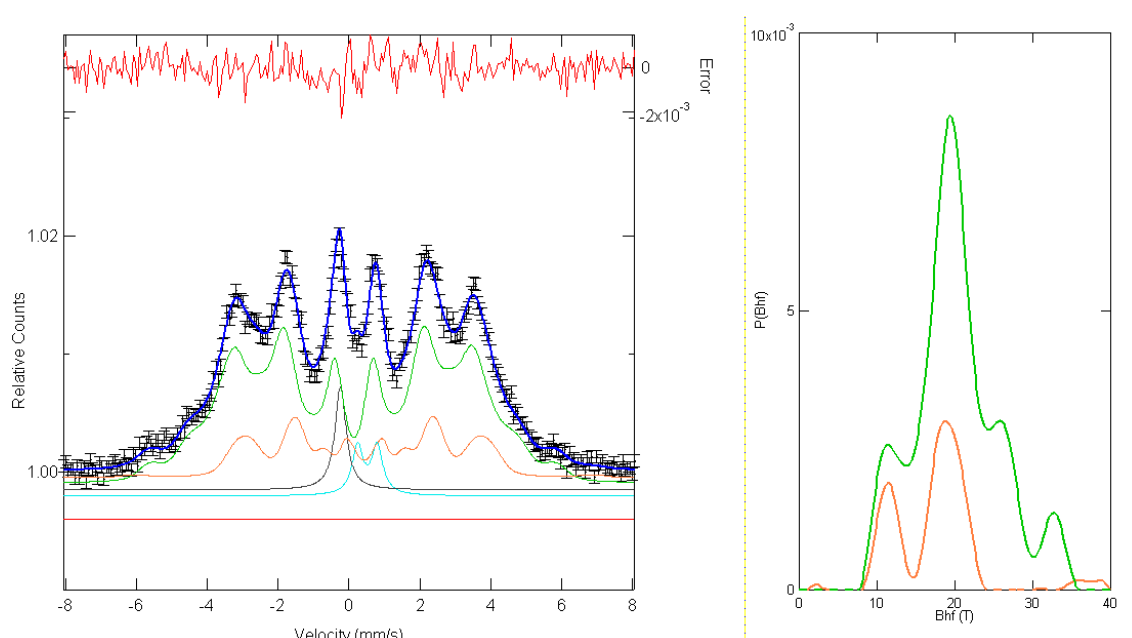 0
-2x10⁻³
Error
1.02
1.00
Relative Counts
-8 -6 -4 -2 0 2 4 6 8
Velocity (mm/s)
10x10⁻³
5
0
P(Bhf)
0 10 20 30 40
Bhf (T)